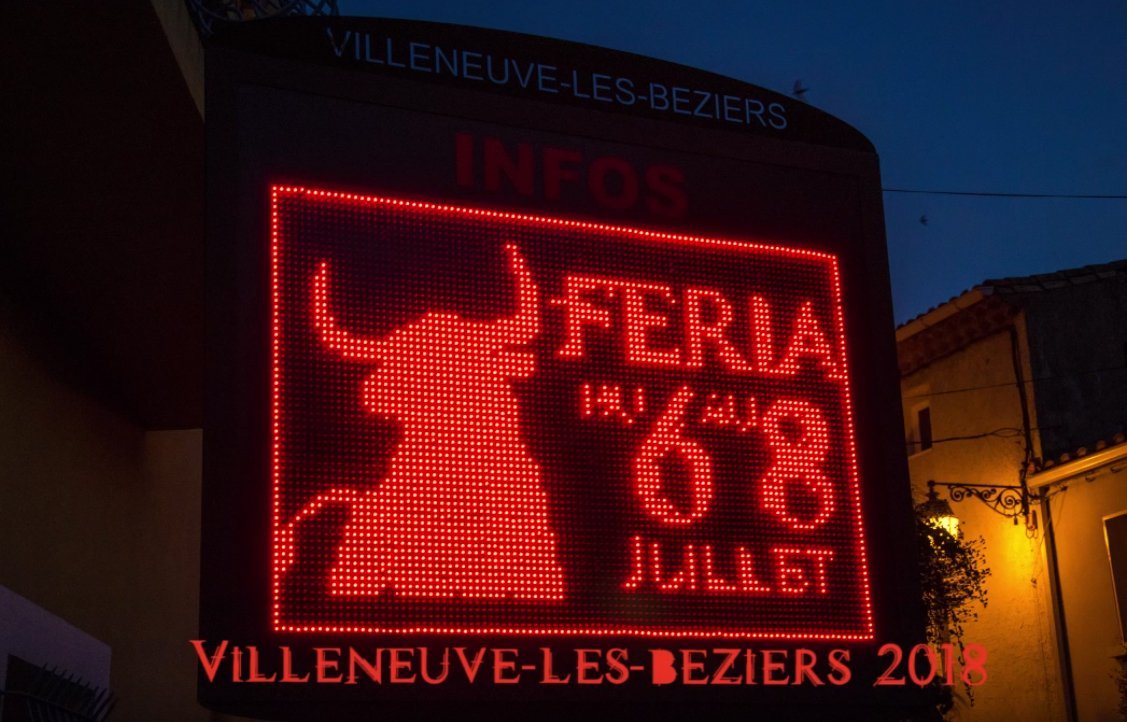 VILLENEUVE-LES-BEZIERS
INFOS
FERIA
DU 6 AU 8
JUILLET
VILLENEUVE-LES-BEZIERS 2018